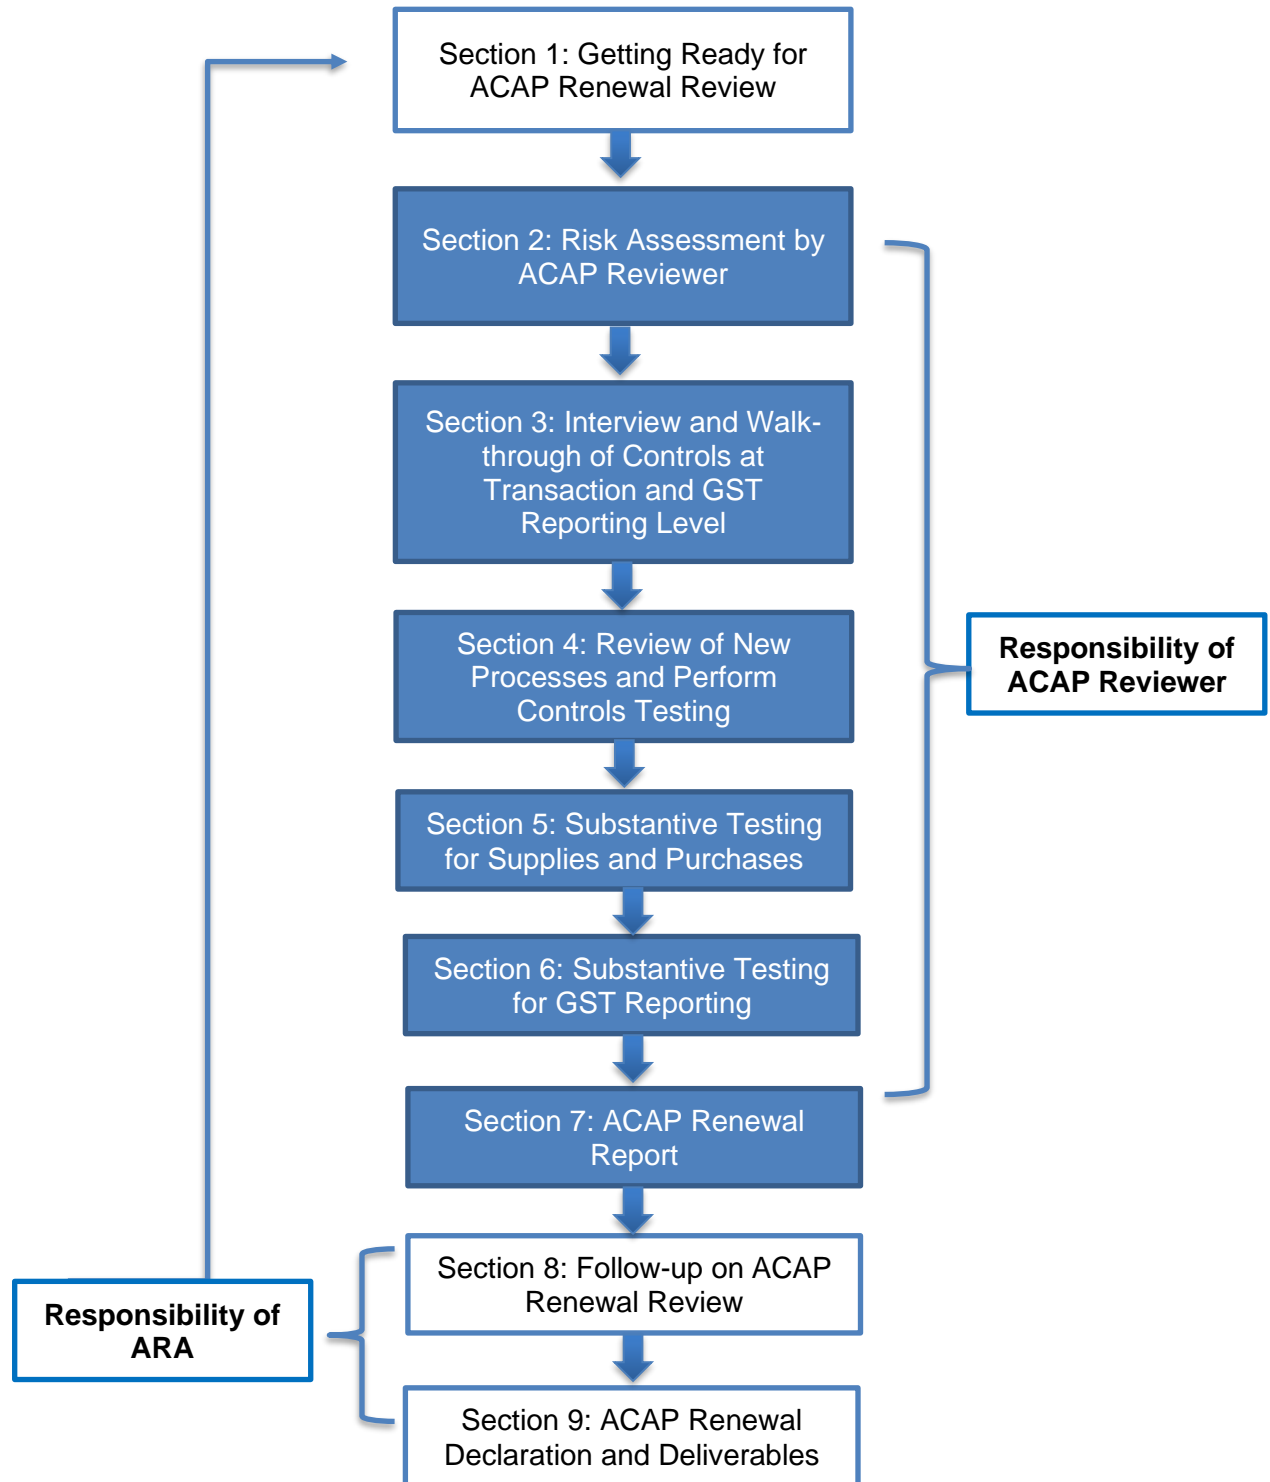 Section 1: Getting Ready for
ACAP Renewal Review
Section 2: Risk Assessment by
ACAP Reviewer
Section 3: Interview and Walk-
through of Controls at
Transaction and GST
Reporting Level
Section 4: Review of New
Processes and Perform
Controls Testing
Responsibility of
ACAP Reviewer
Section 5: Substantive Testing
for Supplies and Purchases
Section 6: Substantive Testing
for GST Reporting
Section 7: ACAP Renewal
Report
Section 8: Follow-up on ACAP
Renewal Review
Responsibility of
ARA
Section 9: ACAP Renewal
Declaration and Deliverables